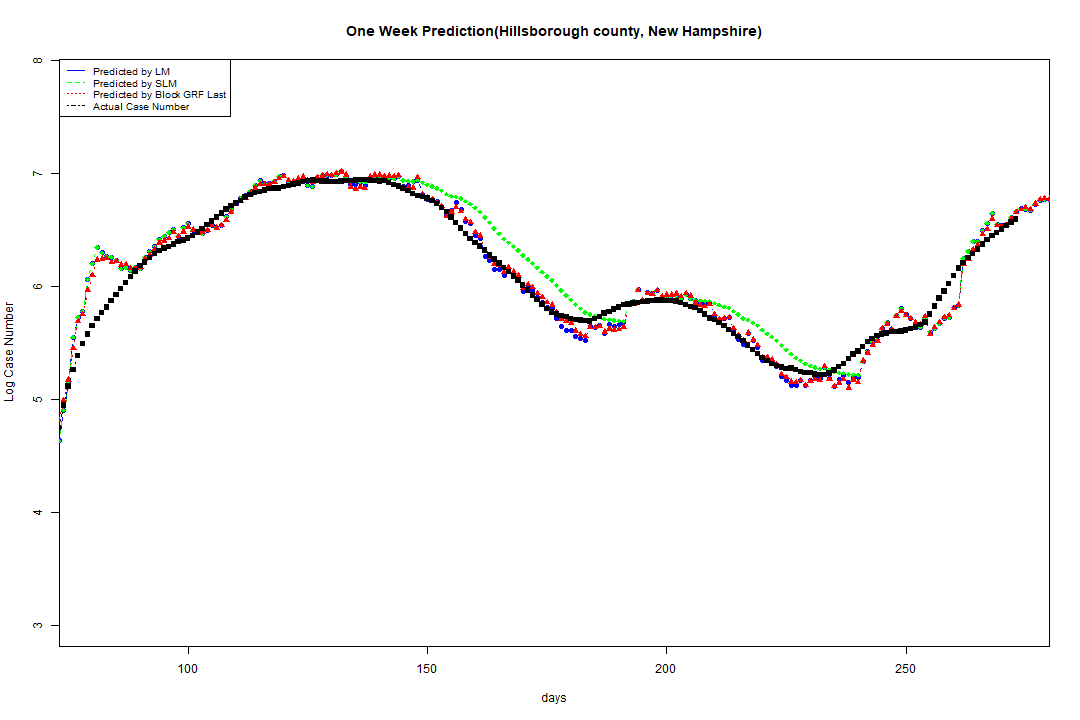 One Week Prediction(Hillsborough county, New Hampshire)
Predicted by LM
Predicted by SLM
Predicted by Block GRF Last
Actual Case Number
8
7
6
5
4
3
Log Case Number
100
150
200
250
days